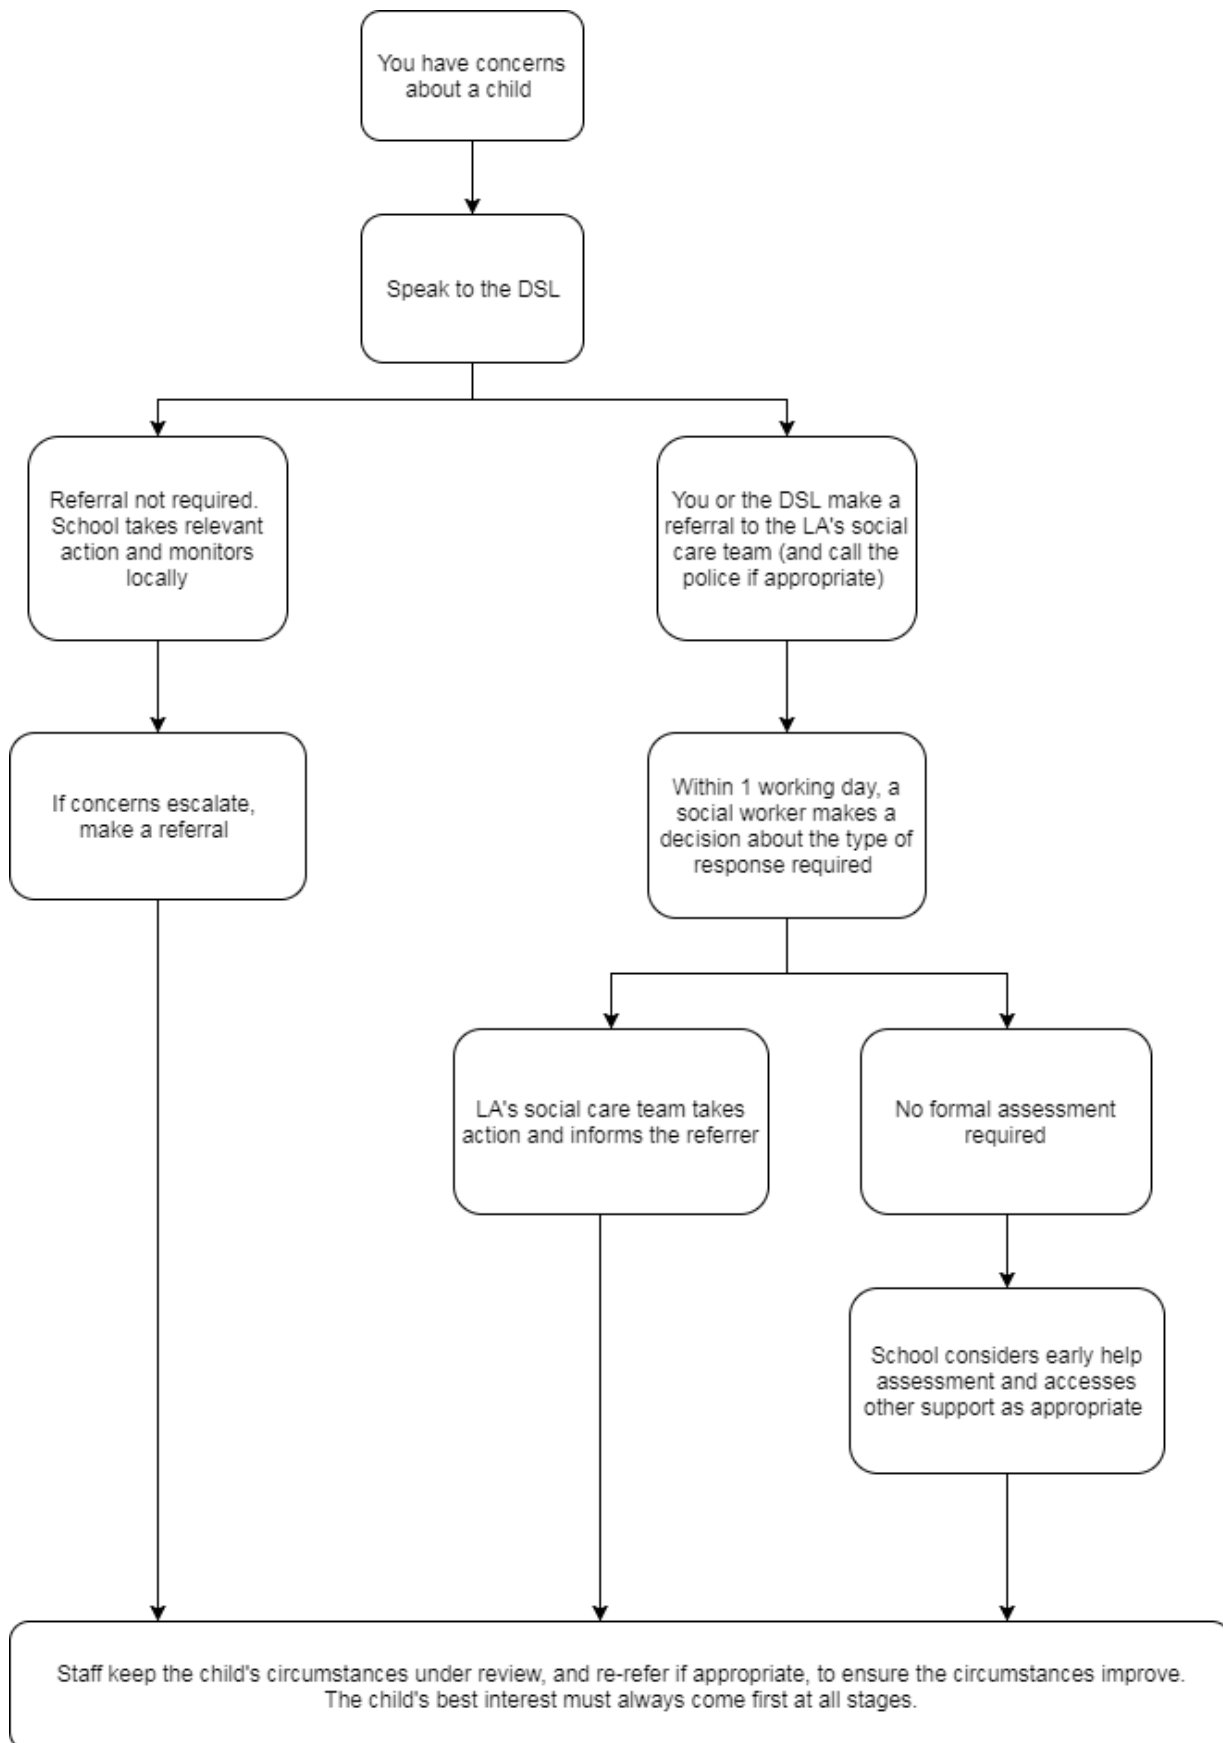 You have concerns
about a child
Speak to the DSL
Referral not required.
School takes relevant
action and monitors
locally
You or the DSL make a
referral to the LA's social
care team (and call the
police if appropriate)
If concerns escalate,
make a referral
Within 1 working day, a
social worker makes a
decision about the type of
response required
LA's social care team takes
action and informs the referrer
No formal assessment
required
School considers early help
assessment and accesses
other support as appropriate
Staff keep the child's circumstances under review, and re-refer if appropriate, to ensure the circumstances improve.
The child's best interest must always come first at all stages.